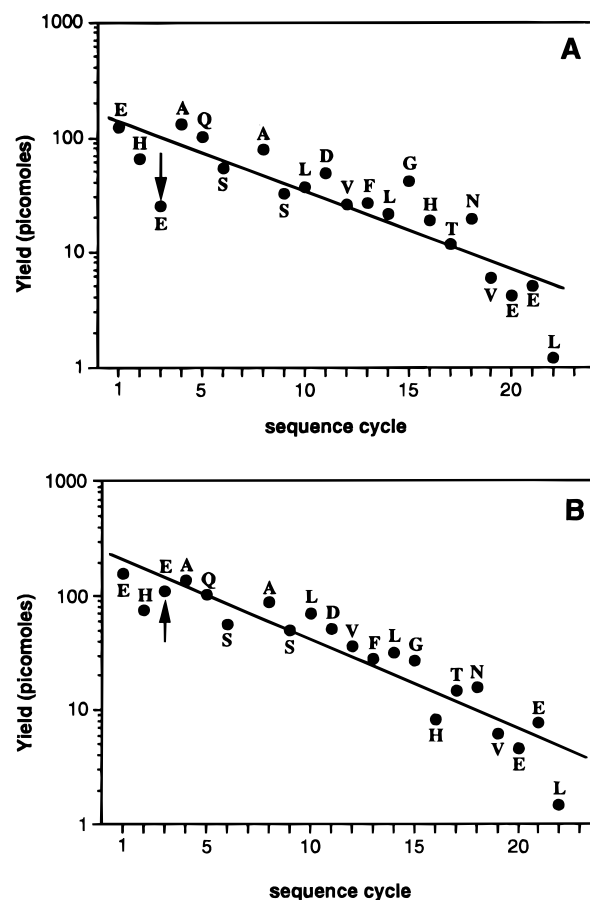 A
1000
100
10
1
Yield (picomoles)
E
H
E
A
Q
S
A
S
L
D
V
F
L
G
H
T
N
V
E
E
L
1
5
10
15
20
sequence cycle
B
1000
100
10
1
Yield (picomoles)
E
H
E
A
Q
S
A
S
L
D
V
F
L
G
H
T
N
V
E
E
L
1
5
10
15
20
sequence cycle